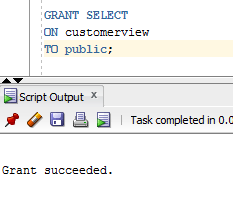 GRANT SELECT
ON customerview
TO public;
Script Output x
Task completed in 0.0
Grant succeeded.